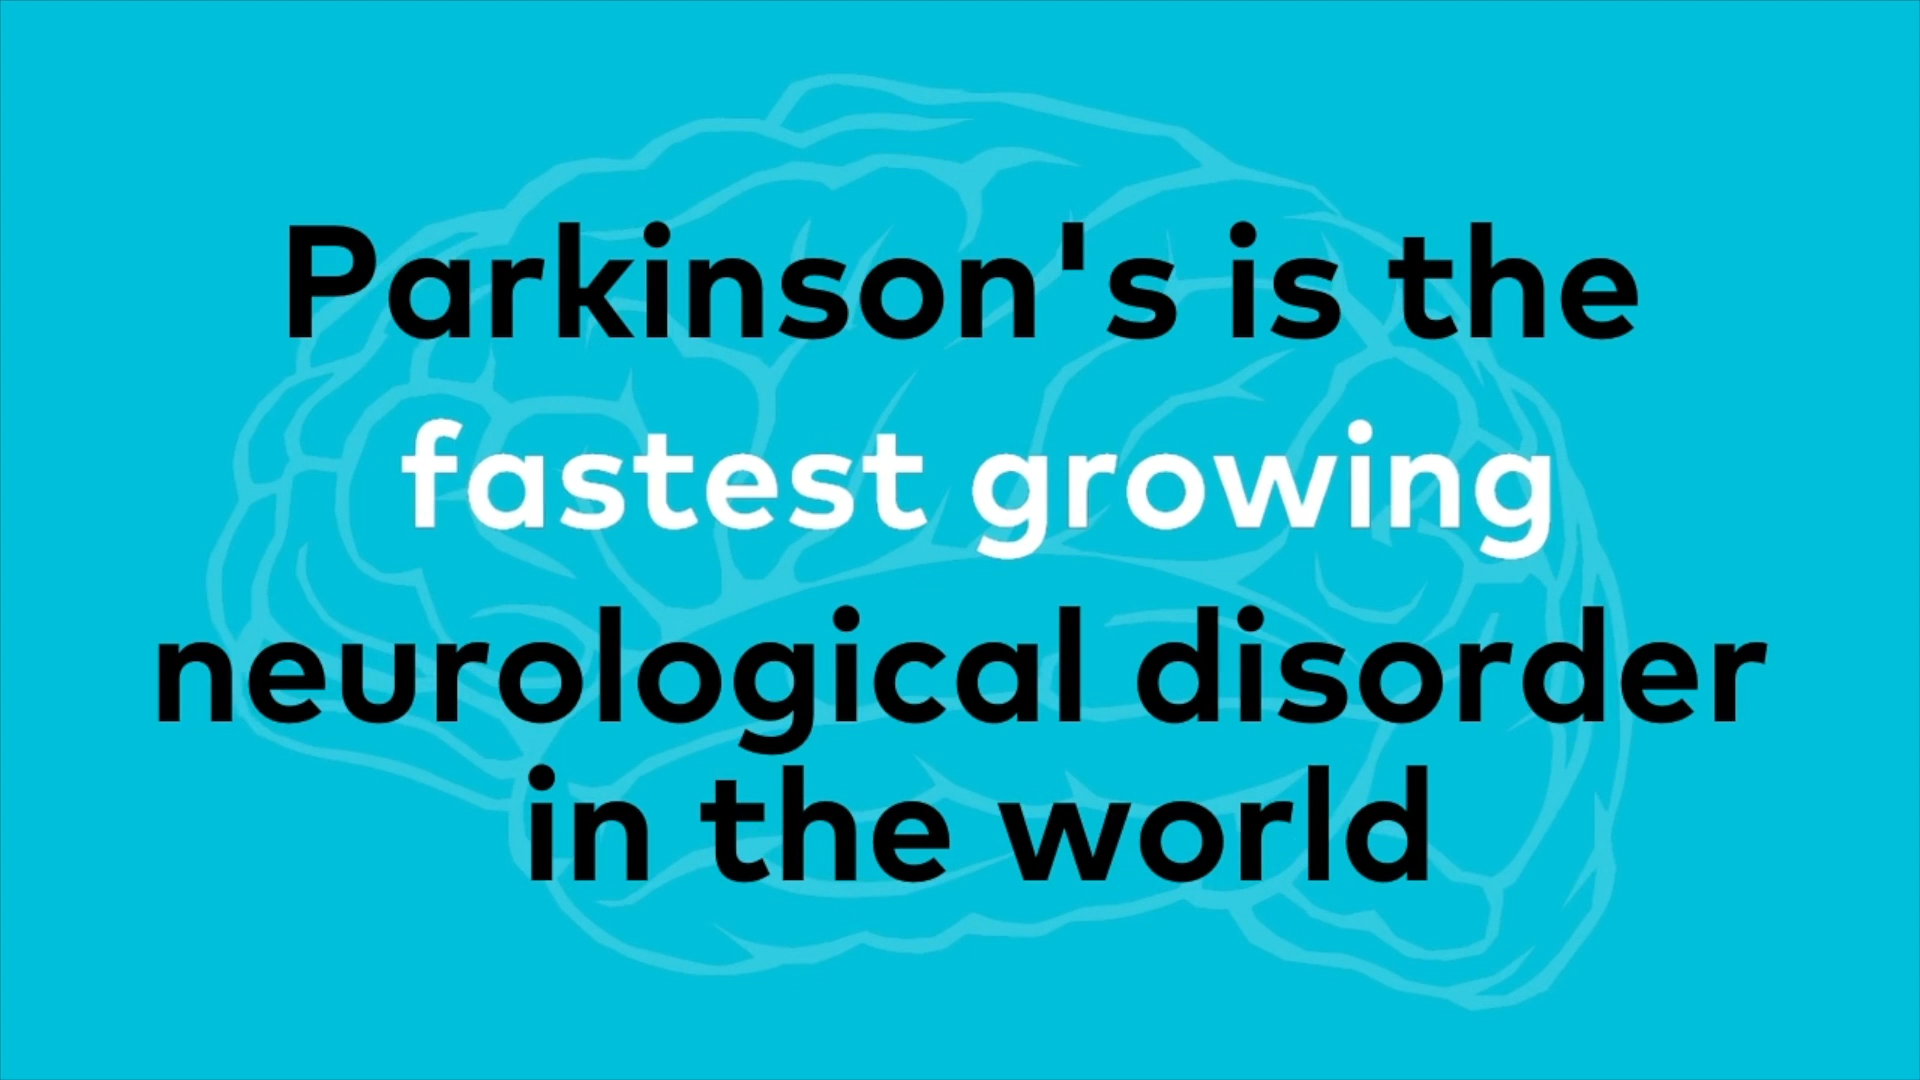 Parkinson's is the
fastest growing
neurological disorder
in the world